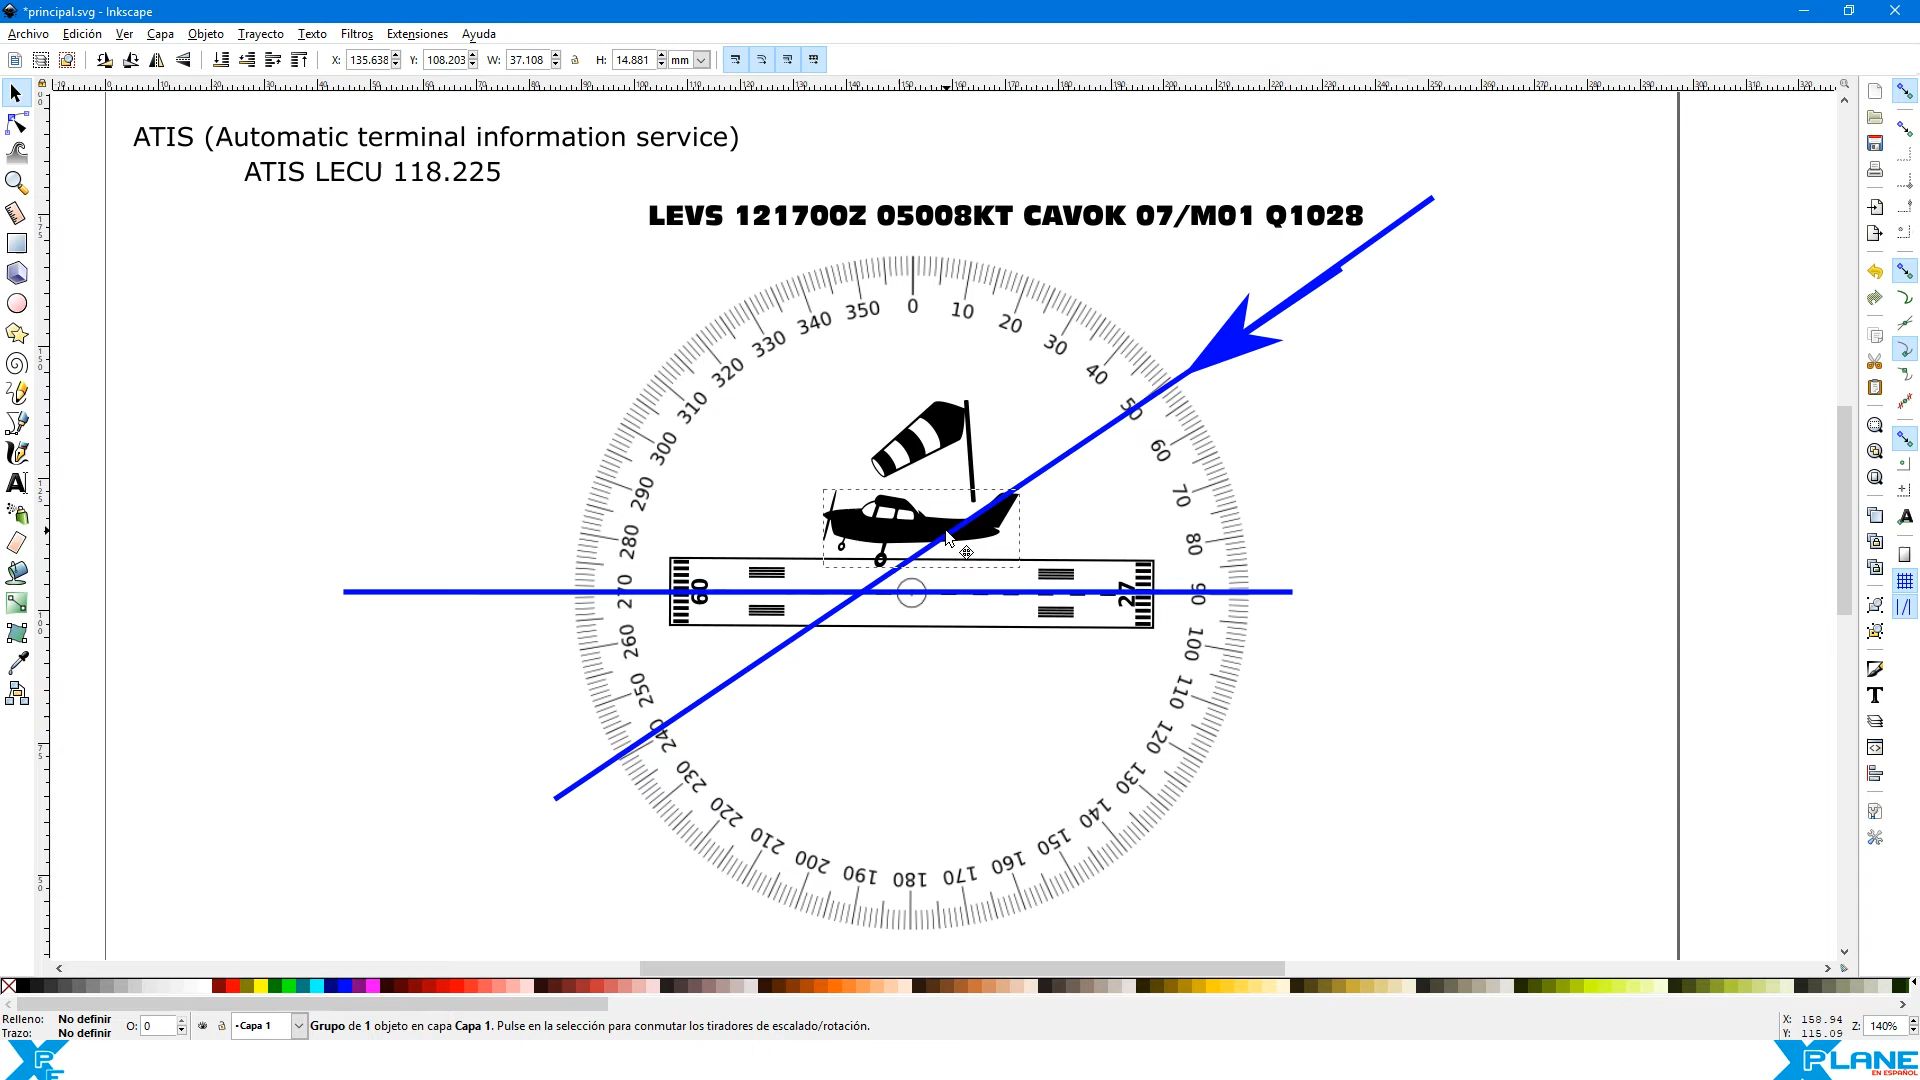 *principal.svg - Inkscape
Archivo Edición Ver Capa Objeto Trayecto Texto Filtros Extensiones Ayuda
X: 135.638 Y: 108.203 W: 37.108 H: 14.881 mm
ATIS (Automatic terminal information service)
ATIS LECU 118.225
LEVS 121700Z 05008KT CAVOK 07/M01 Q1028
0 10 20 30 40 50 60 70 80 90 100 110 120 130 140 150 160 170 180 190 200 210 220 230 240 250 260 270 280 290 300 310 320 330 340 350
09 27
Relleno: No definir
Trazo: No definir
O: 0
•Capa 1
Grupo de 1 objeto en capa Capa 1. Pulse en la selección para conmutar los tiradores de escalado/rotación.
X: 158.94
Y: 115.09
Z: 140%
XPLANE
EN ESPAÑOL